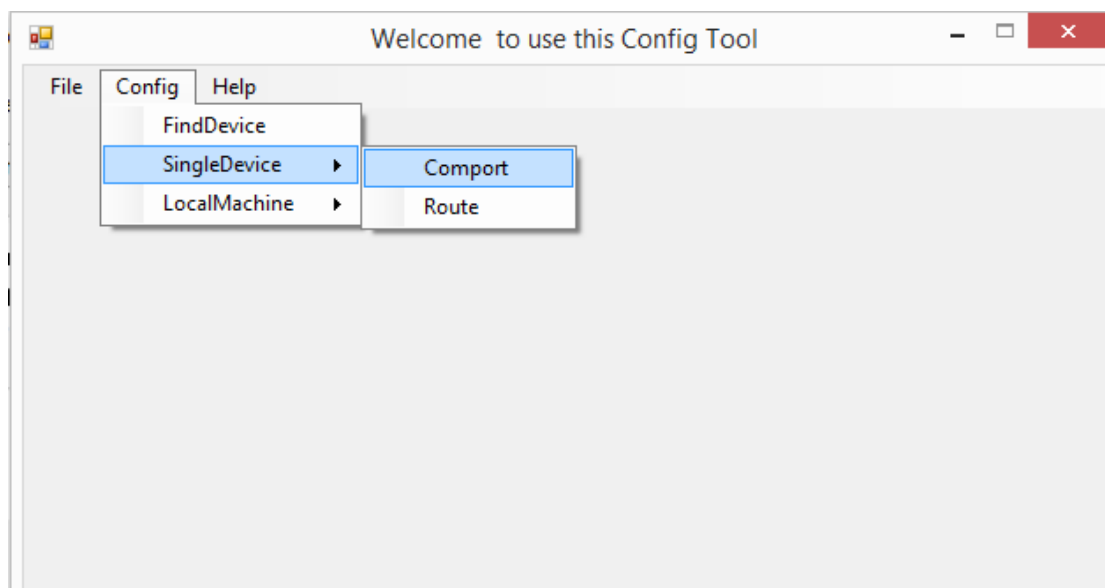 Welcome  to use this Config Tool
File Config Help
FindDevice
SingleDevice
Comport
LocalMachine
Route